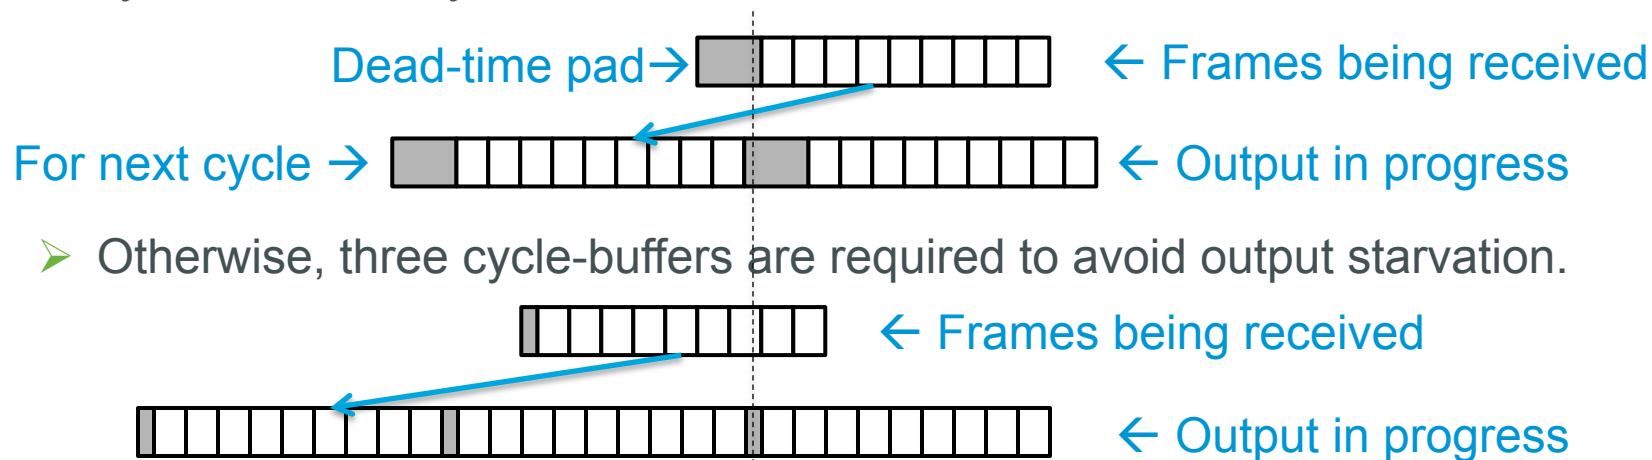 Dead-time pad→ ← Frames being received
For next cycle → ← Output in progress
➢ Otherwise, three cycle-buffers are required to avoid output starvation.
← Frames being received
← Output in progress